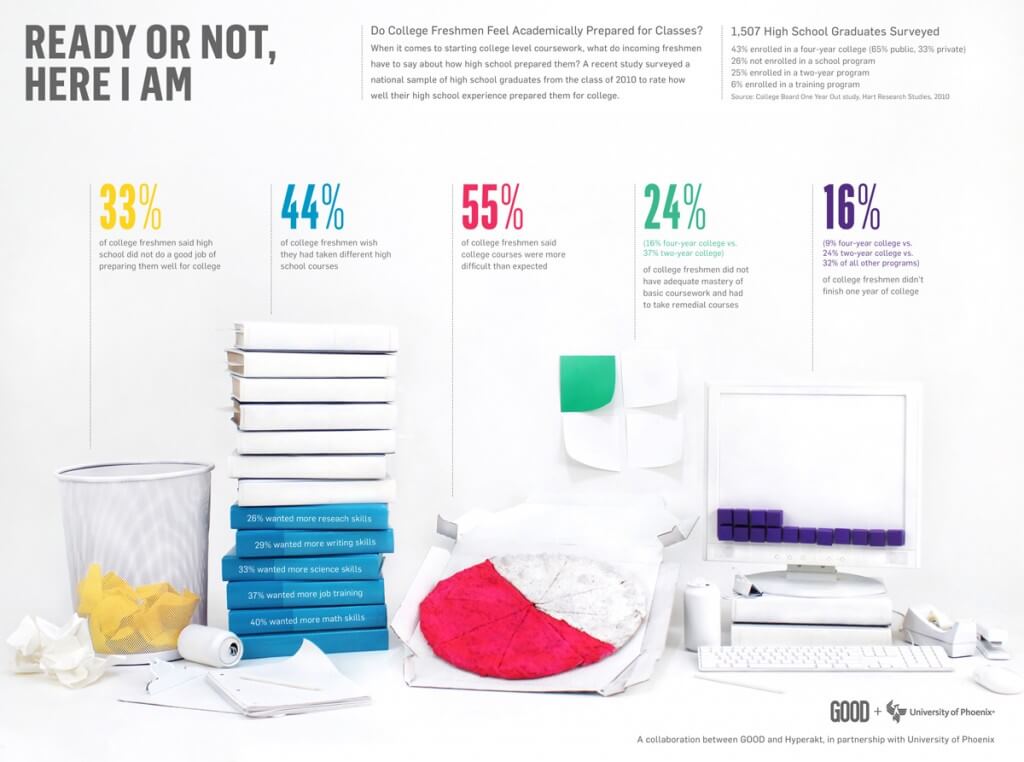 READY OR NOT,
HERE I AM
Do College Freshmen Feel Academically Prepared for Classes?
When it comes to starting college level coursework, what do incoming freshmen
have to say about how high school prepared them? A recent study surveyed a
national sample of high school graduates from the class of 2010 to rate how
well their high school experience prepared them for college.
1,507 High School Graduates Surveyed
43% enrolled in a four-year college (65% public, 33% private)
26% not enrolled in a school program
25% enrolled in a two-year program
6% enrolled in a training program
Source: College Board One Year Out study, Hart Research Studies, 2010
33%
of college freshmen said high
school did not do a good job of
preparing them well for college
44%
of college freshmen wish
they had taken different high
school courses
55%
of college freshmen said
college courses were more
difficult than expected
24%
(16% four-year college vs.
37% two-year college)
of college freshmen did not
have adequate mastery of
basic coursework and had
to take remedial courses
16%
(9% four-year college vs.
24% two-year college vs.
32% of all other programs)
of college freshmen didn't
finish one year of college
26% wanted more reseach skills
29% wanted more writing skills
33% wanted more science skills
37% wanted more job training
40% wanted more math skills
GOOD + University of Phoenix®
A collaboration between GOOD and Hyperakt, in partnership with University of Phoenix